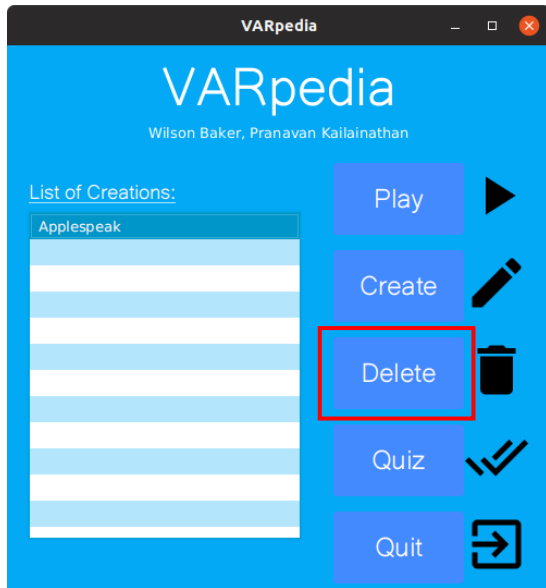 VARpedia
VARpedia
Wilson Baker, Pranavan Kailainathan
List of Creations:
Applespeak
Play
Create
Delete
Quiz
Quit